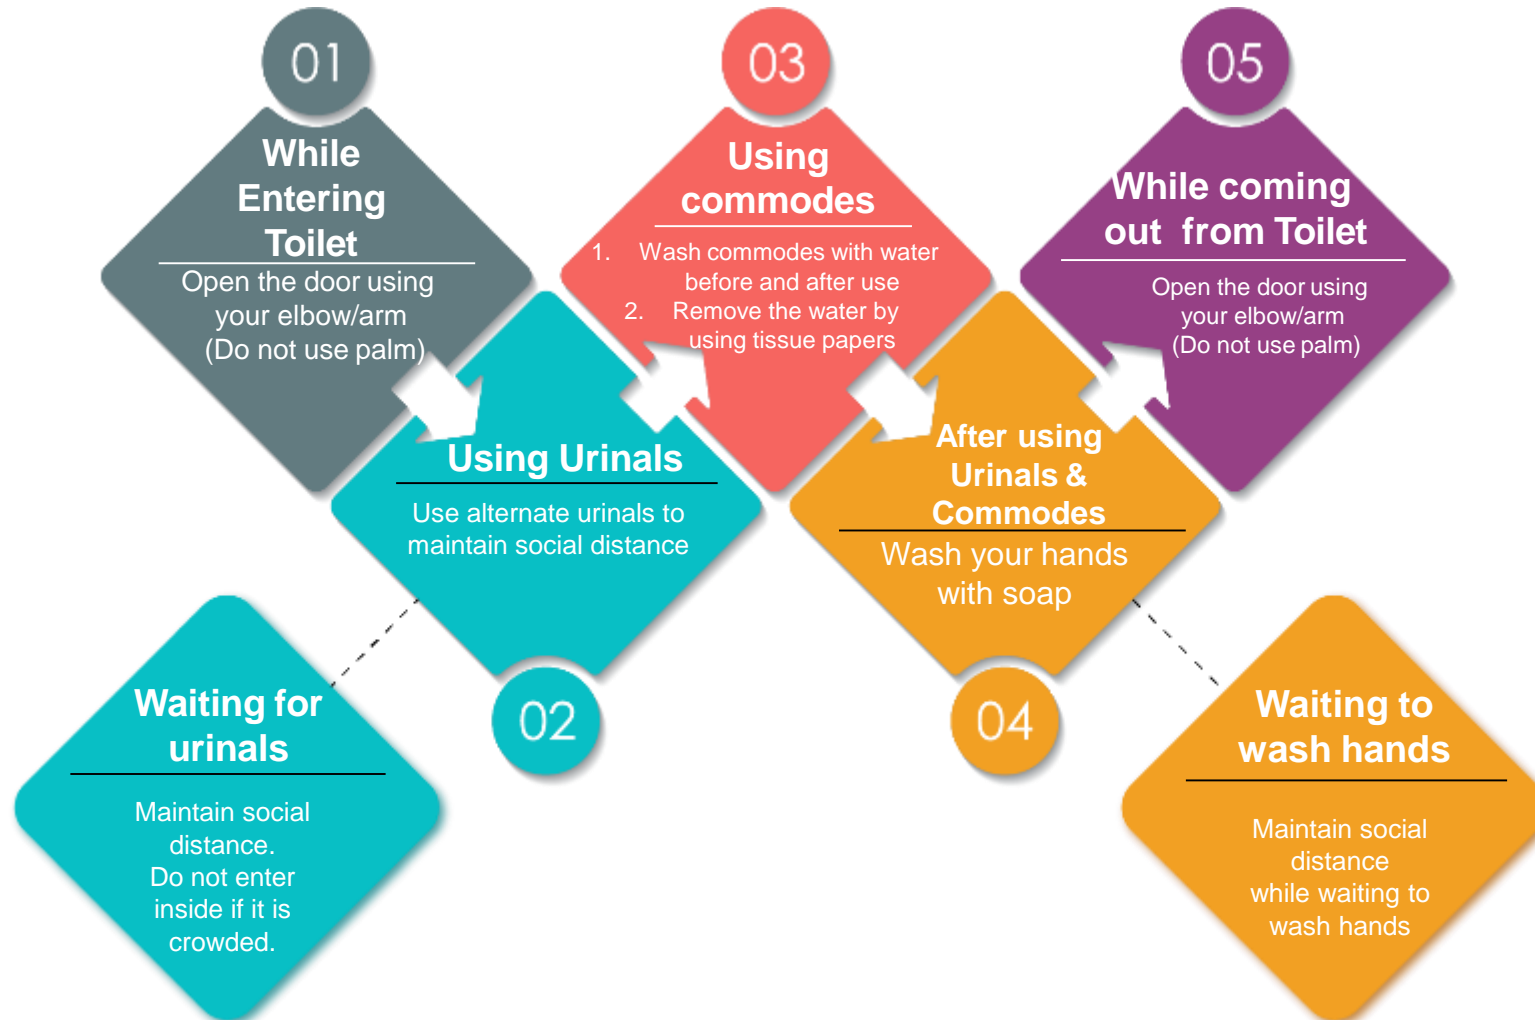 01
While
Entering
Toilet
Open the door using
your elbow/arm
(Do not use palm)
Using Urinals
Use alternate urinals to
maintain social distance
02
Waiting for
urinals
Maintain social
distance.
Do not enter
inside if it is
crowded.
03
Using
commodes
1. Wash commodes with water
before and after use
2. Remove the water by
using tissue papers
After using
Urinals &
Commodes
Wash your hands
with soap
04
Waiting to
wash hands
Maintain social
distance
while waiting to
wash hands
05
While coming
out from Toilet
Open the door using
your elbow/arm
(Do not use palm)